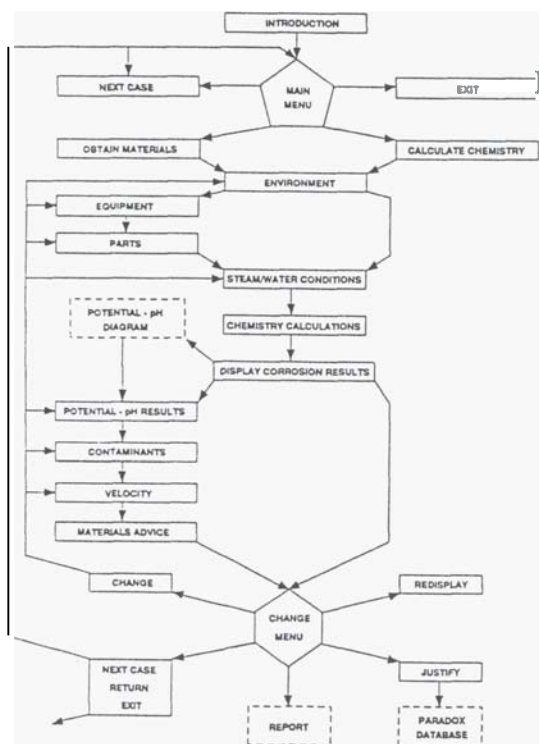 INTRODUCTION
NEXT CASE
MAIN
MENU
EXIT
OBTAIN MATERIALS
CALCULATE CHEMISTRY
ENVIRONMENT
EQUIPMENT
PARTS
STEAM/WATER CONDITIONS
POTENTIAL - pH
DIAGRAM
CHEMISTRY CALCULATIONS
DISPLAY CORROSION RESULTS
POTENTIAL - pH RESULTS
CONTAMINANTS
VELOCITY
MATERIALS ADVICE
CHANGE
REDISPLAY
CHANGE
MENU
NEXT CASE
RETURN
EXIT
JUSTIFY
REPORT
PARADOX
DATABASE